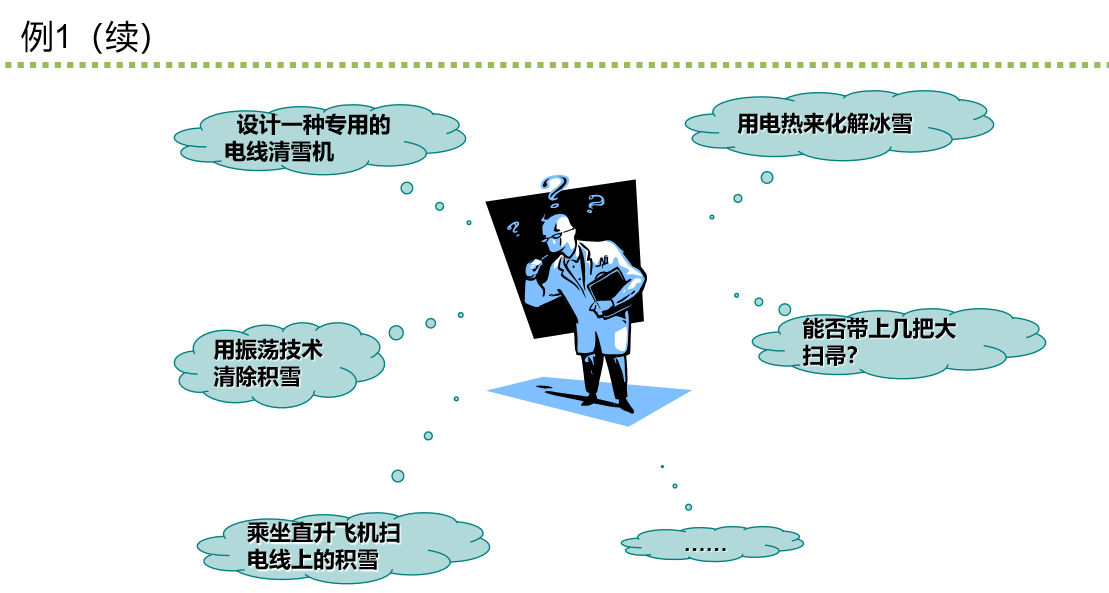 例1（续）
设计一种专用的
电线清雪机
用电热来化解冰雪
用振荡技术
清除积雪
能否带上几把大
扫帚？
乘坐直升飞机扫
电线上的积雪
……
? ? ?